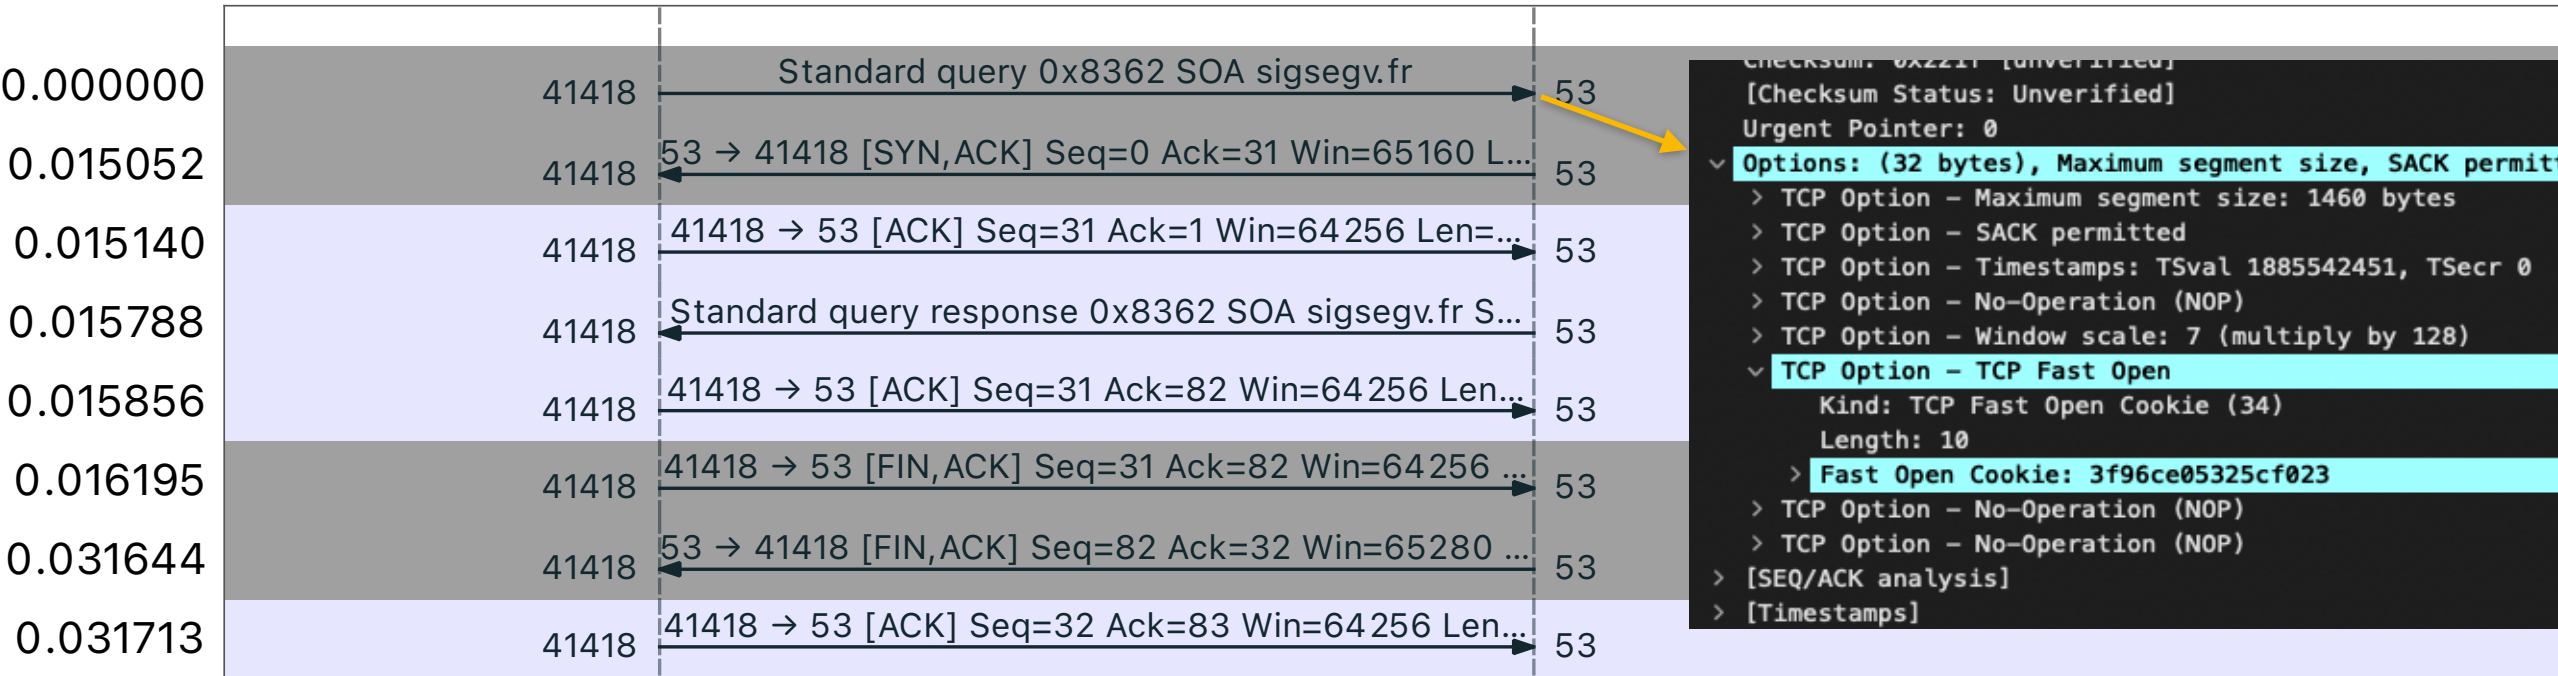 0.000000
41418
Standard query 0x8362 SOA sigsegv.fr
53
0.015052
41418
53 → 41418 [SYN,ACK] Seq=0 Ack=31 Win=65160 L...
53
0.015140
41418
41418 → 53 [ACK] Seq=31 Ack=1 Win=64256 Len=...
53
0.015788
41418
Standard query response 0x8362 SOA sigsegv.fr S...
53
0.015856
41418
41418 → 53 [ACK] Seq=31 Ack=82 Win=64256 Len...
53
0.016195
41418
41418 → 53 [FIN,ACK] Seq=31 Ack=82 Win=64256 ...
53
0.031644
41418
53 → 41418 [FIN,ACK] Seq=82 Ack=32 Win=65280 ...
53
0.031713
41418
41418 → 53 [ACK] Seq=32 Ack=83 Win=64256 Len...
53
Checksum: 0x221f [unverified]
[Checksum Status: Unverified]
Urgent Pointer: 0
Options: (32 bytes), Maximum segment size, SACK permitt
TCP Option – Maximum segment size: 1460 bytes
TCP Option – SACK permitted
TCP Option – Timestamps: TSval 1885542451, TSecr 0
TCP Option – No-Operation (NOP)
TCP Option – Window scale: 7 (multiply by 128)
TCP Option – TCP Fast Open
Kind: TCP Fast Open Cookie (34)
Length: 10
Fast Open Cookie: 3f96ce05325cf023
TCP Option – No-Operation (NOP)
TCP Option – No-Operation (NOP)
[SEQ/ACK analysis]
[Timestamps]